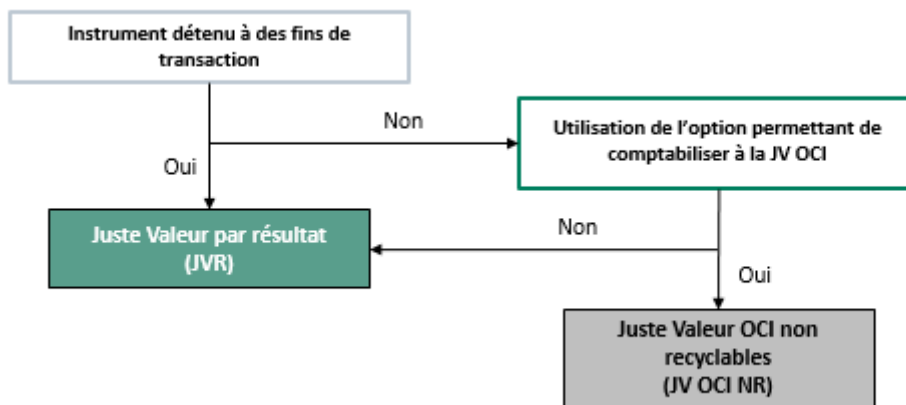 Instrument détenu à des fins de
transaction
Non
Utilisation de l’option permettant de
comptabiliser à la JV OCI
Oui
Juste Valeur par résultat
(JVR)
Non
Oui
Juste Valeur OCI non
recyclables
(JV OCI NR)